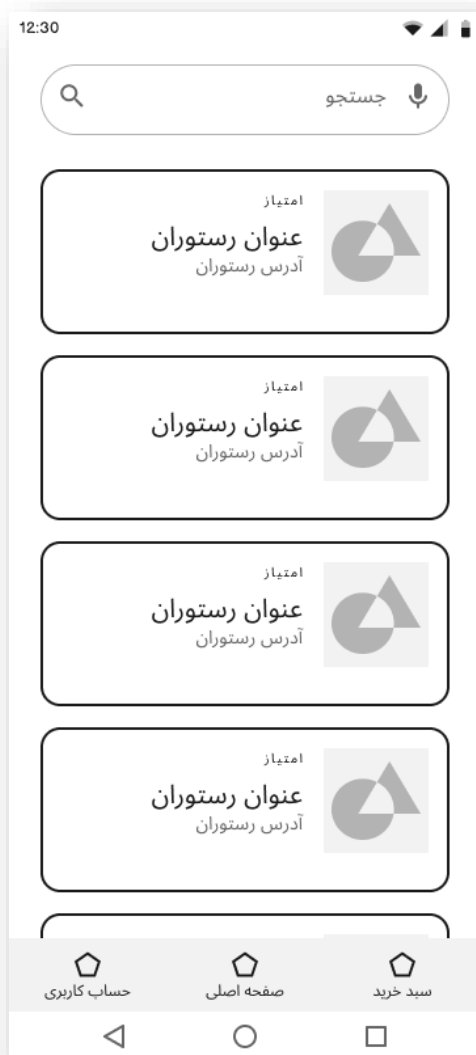 12:30
جستجو
امتیاز
عنوان رستوران
آدرس رستوران
امتیاز
عنوان رستوران
آدرس رستوران
امتیاز
عنوان رستوران
آدرس رستوران
امتیاز
عنوان رستوران
آدرس رستوران
سبد خرید
صفحه اصلی
حساب کاربری